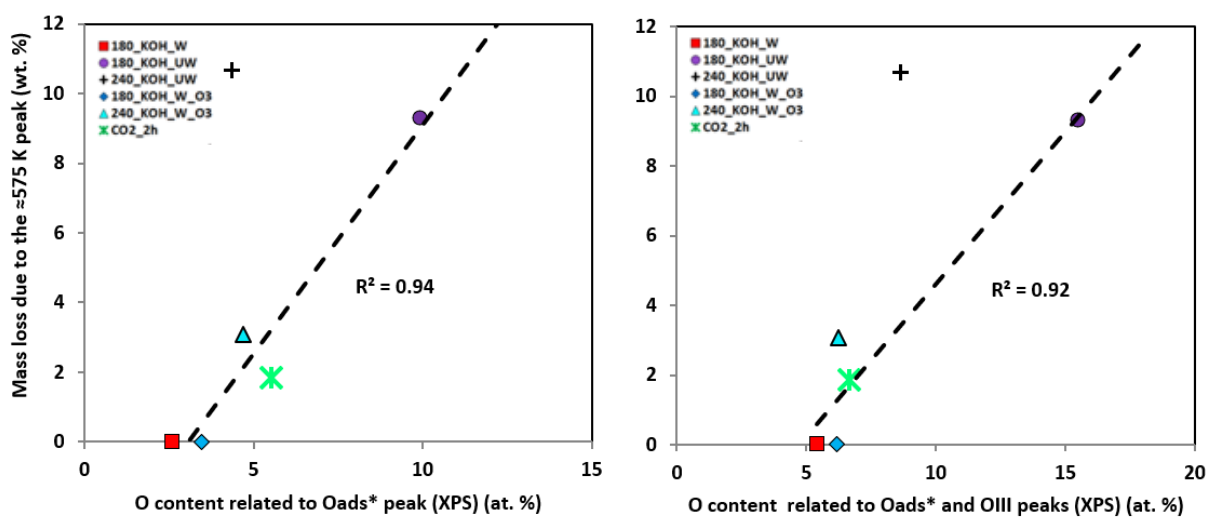 12
10
8
6
4
2
0
Mass loss due to the ≈575 K peak (wt. %)
180_KOH_W
180_KOH_UW
240_KOH_UW
180_KOH_W_O3
240_KOH_W_O3
CO2_2h
R² = 0.94
0 5 10 15
O content related to Oads* peak (XPS) (at. %)
12
10
8
6
4
2
0
180_KOH_W
180_KOH_UW
240_KOH_UW
180_KOH_W_O3
240_KOH_W_O3
CO2_2h
R² = 0.92
0 5 10 15 20
O content related to Oads* and OIII peaks (XPS) (at. %)